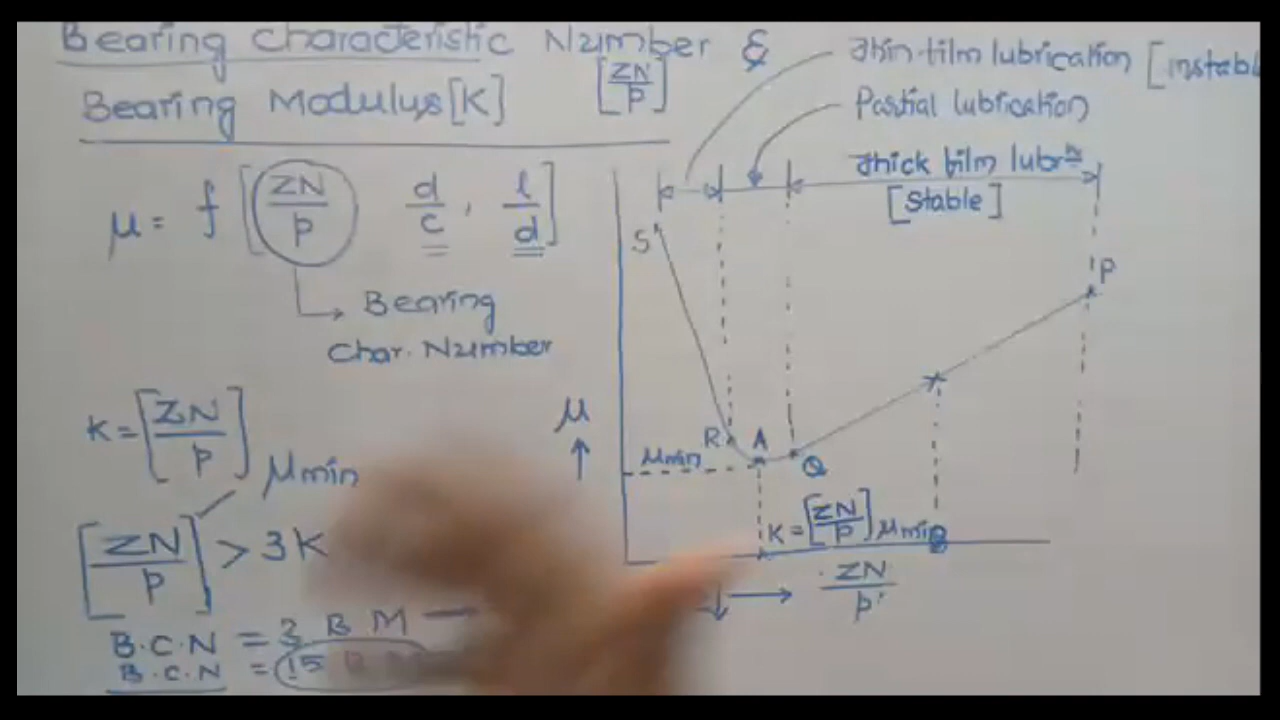 Bearing Characteristic Number &
Bearing Modulus [K] [ZN/P]
μ = f [ZN/P d/c , l/d]
Bearing
Char. Number
K = [ZN/P] μmin
[ZN/P] > 3K
B.C.N = 3 B M
B.C.N = 15
thin film lubrication [instabl
Partial lubrication
thick film lubrⁿ
[Stable]
S
P
R A Q
μ
μmin
K = [ZN/P] μmin
ZN/P